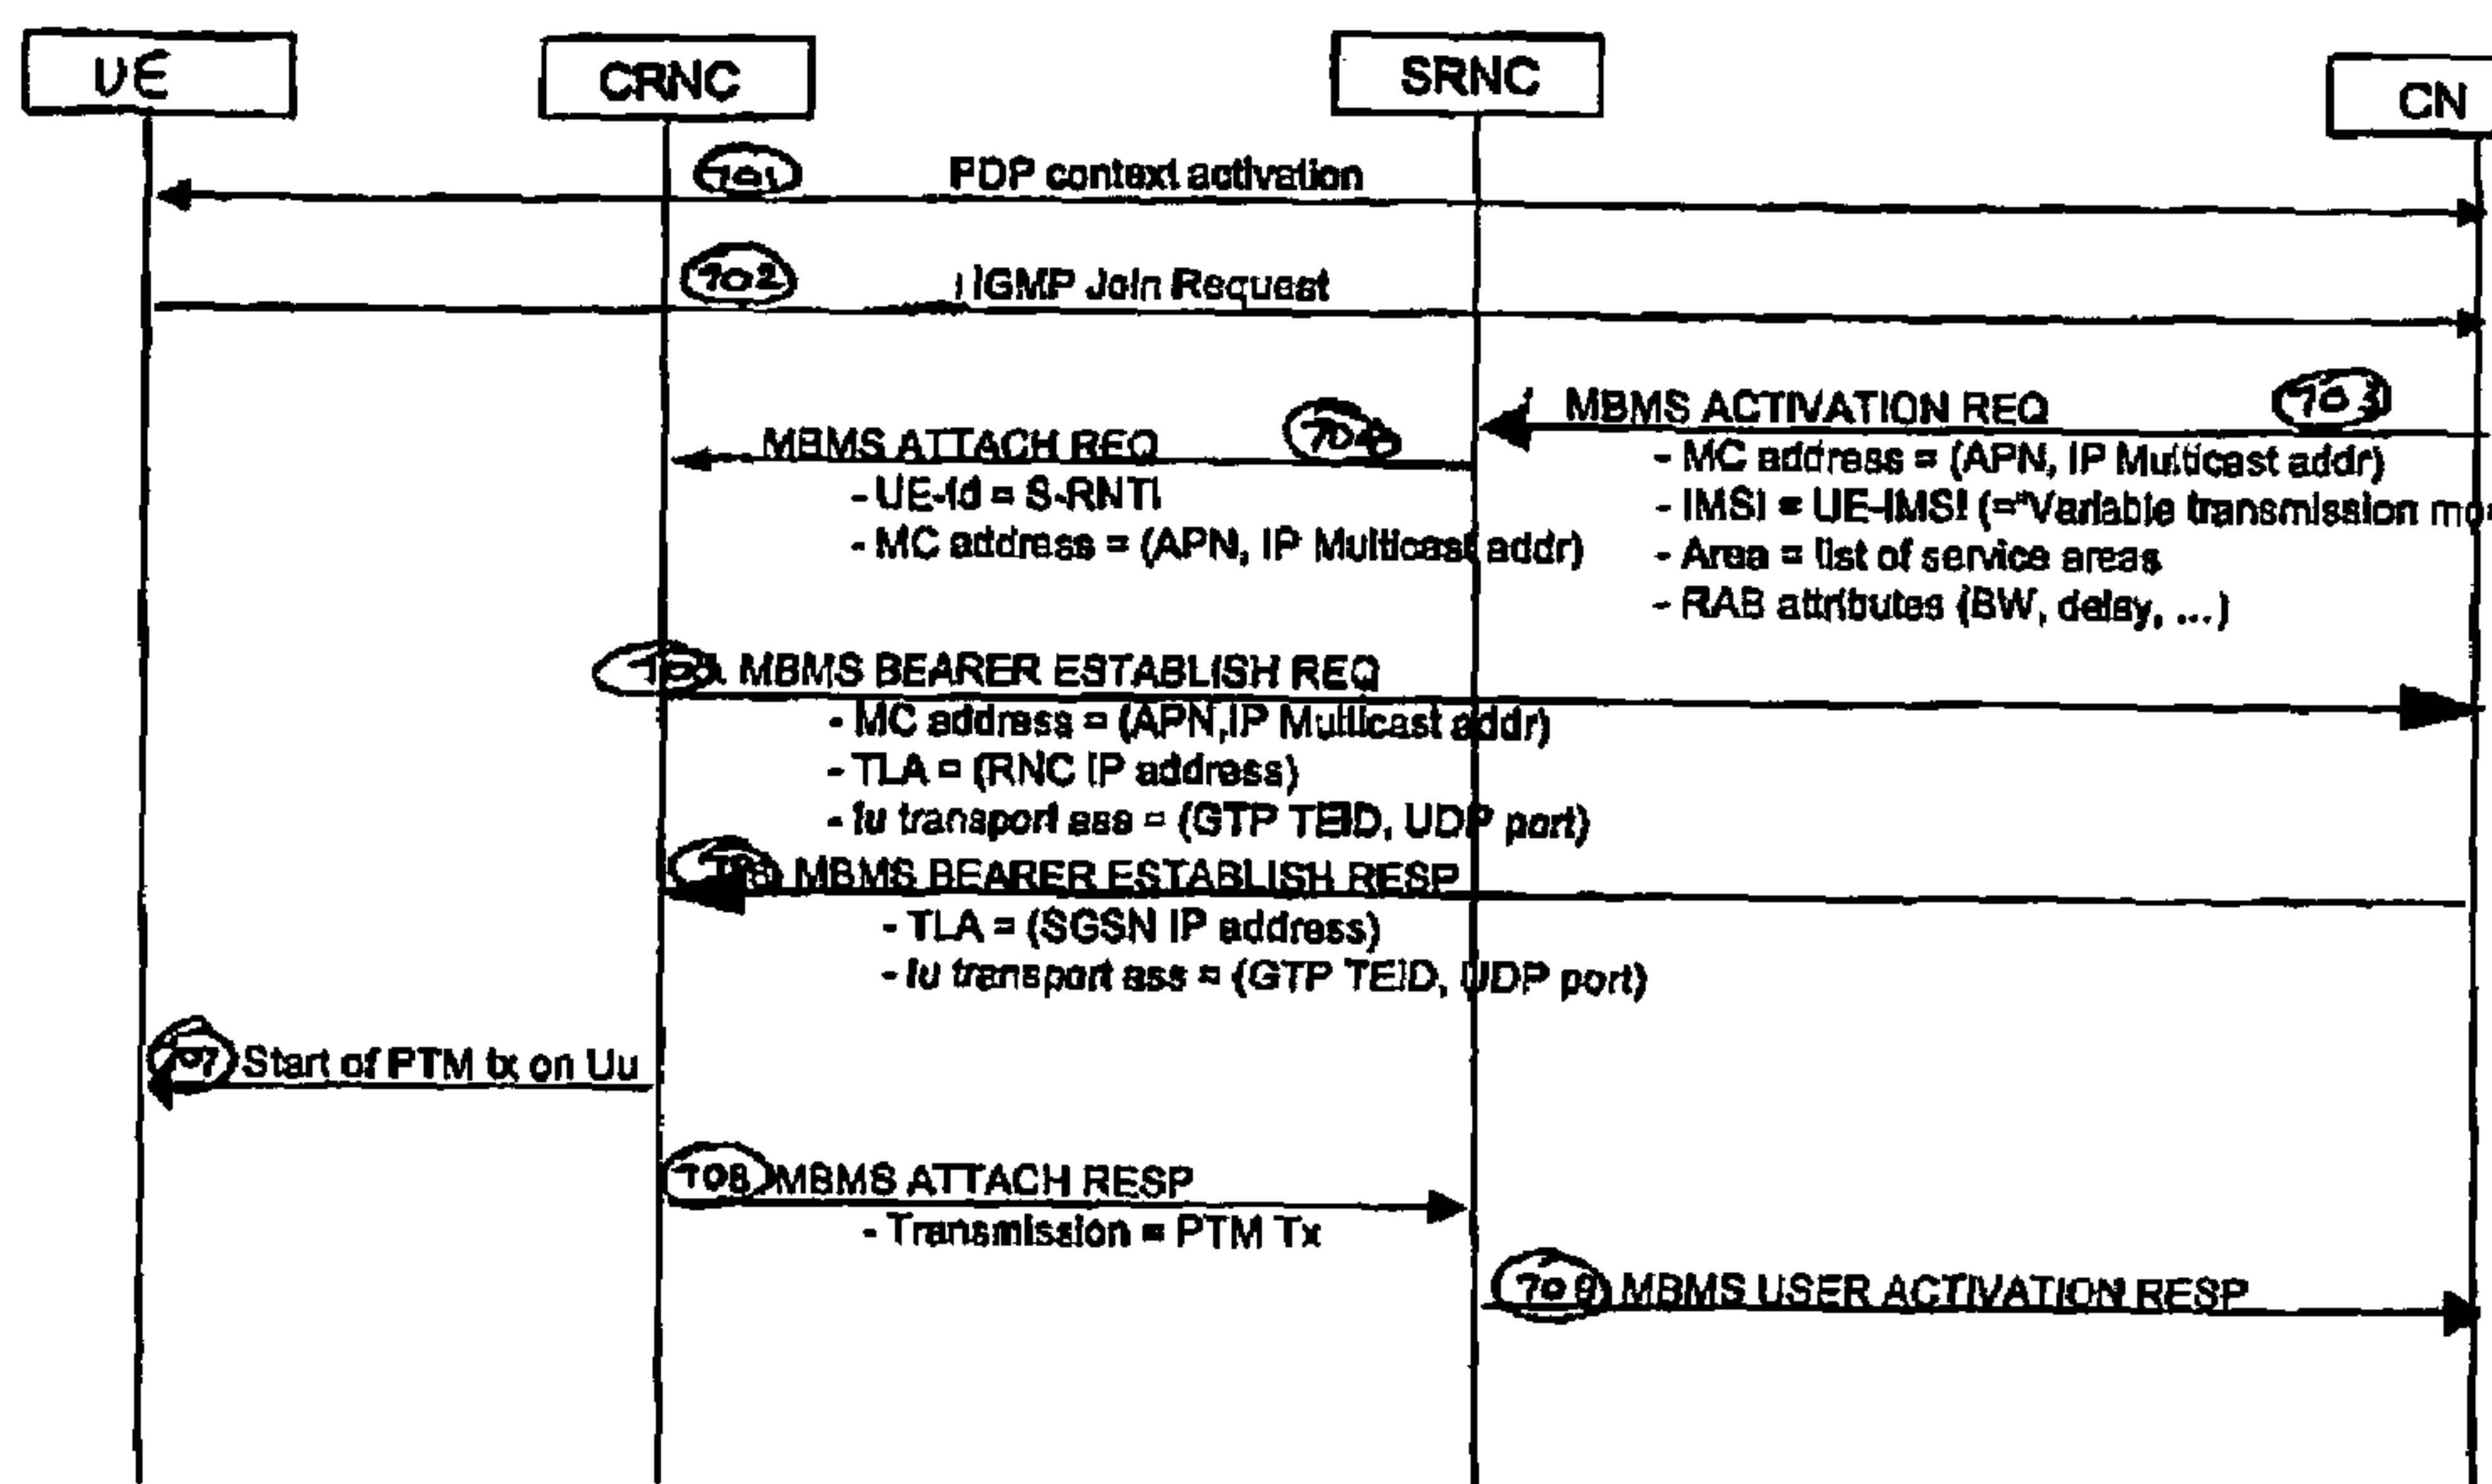 UE
CRNC
SRNC
CN
701
PDP context activation
702
IGMP Join Request
703
MBMS ACTIVATION REQ
- MC address = (APN, IP Multicast addr)
- IMSI = UE-IMSI (="Variable transmission
- Area = list of service areas
- RAB attributes (BW, delay, ...)
704
MBMS ATTACH REQ
- UE-Id = S-RNTI
- MC address = (APN, IP Multicast addr)
MBMS BEARER ESTABLISH REQ
- MC address = (APN,IP Multicast addr)
- TLA = (RNC IP address)
- Iu transport ass = (GTP TEID, UDP port)
MBMS BEARER ESTABLISH RESP
- TLA = (SGSN IP address)
- Iu transport ass = (GTP TEID, UDP port)
707 Start of PTM tx on Uu
708 MBMS ATTACH RESP
- Transmission = PTM Tx
709 MBMS USER ACTIVATION RESP